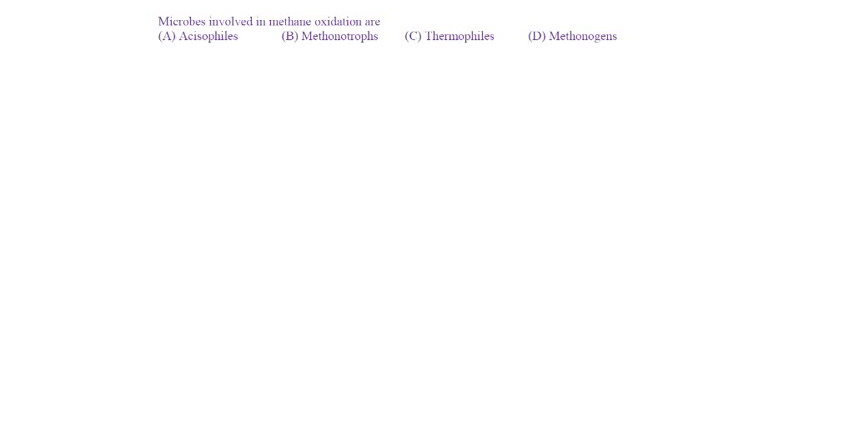 Microbes involved in methane oxidation are
(A) Acisophiles (B) Methonotrophs (C) Thermophiles (D) Methonogens